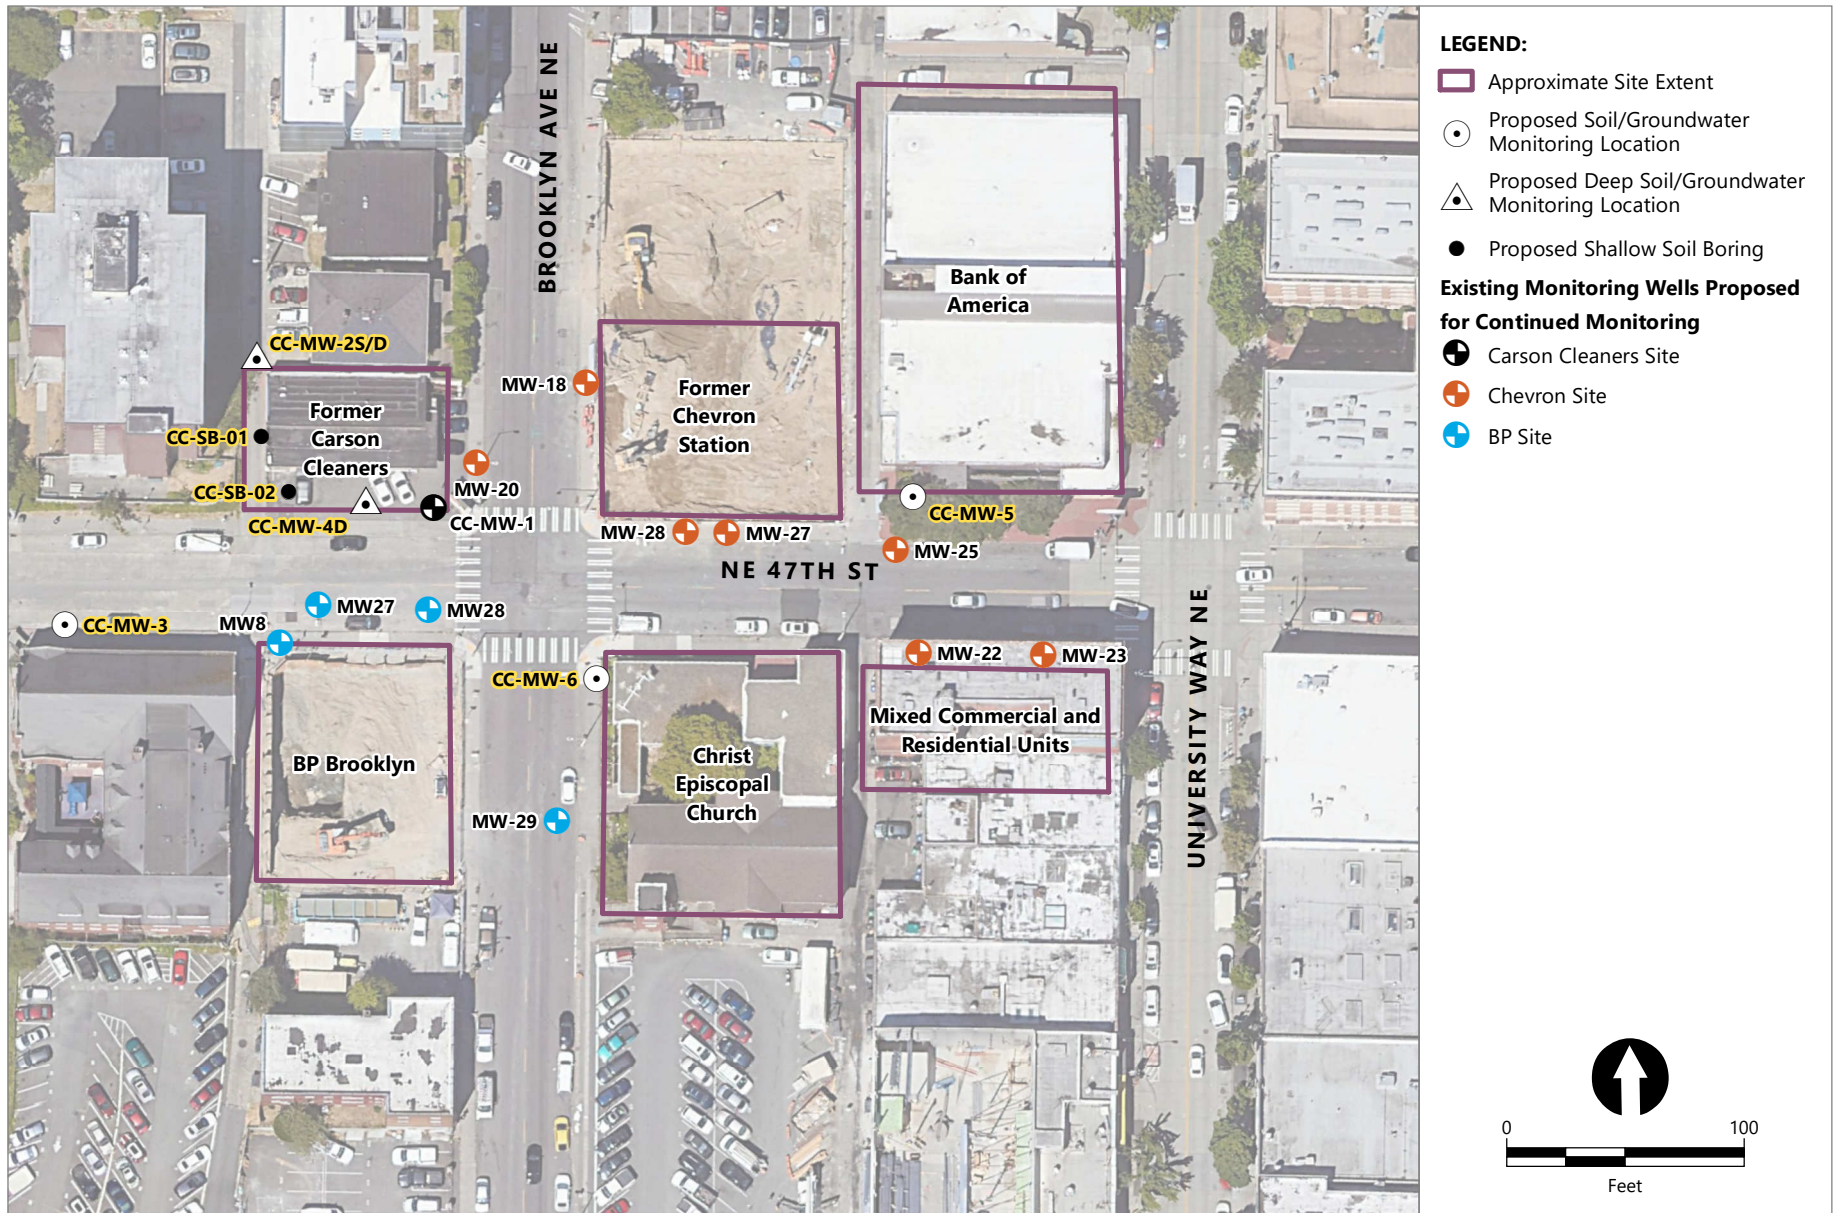 BROOKLYN AVE NE
Bank of
America
CC-MW-2S/D
MW-18
Former
Chevron
Station
Former
Carson
Cleaners
CC-SB-01
CC-SB-02
MW-20
CC-MW-4D
CC-MW-1
CC-MW-5
MW-28
MW-27
MW-25
NE 47TH ST
MW27
MW28
MW8
CC-MW-3
UNIVERSITY WAY NE
MW-22
MW-23
CC-MW-6
Mixed Commercial and
Residential Units
BP Brooklyn
Christ
Episcopal
Church
MW-29
LEGEND:
Approximate Site Extent
Proposed Soil/Groundwater
Monitoring Location
Proposed Deep Soil/Groundwater
Monitoring Location
Proposed Shallow Soil Boring
Existing Monitoring Wells Proposed
for Continued Monitoring
Carson Cleaners Site
Chevron Site
BP Site
0 100
Feet